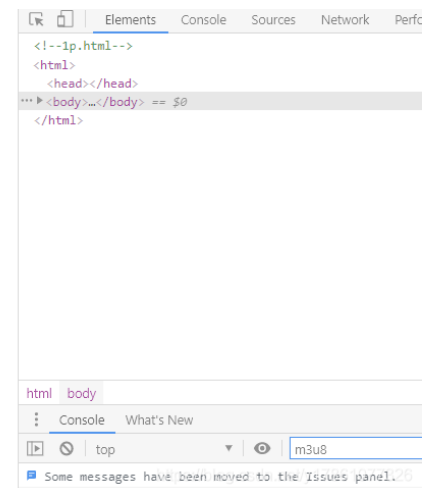 Elements Console Sources Network Perfo
<!--1p.html-->
<html>
<head></head>
… <body>…</body> == $0
</html>
html body
Console What's New
top m3u8
Some messages have been moved to the Issues panel.